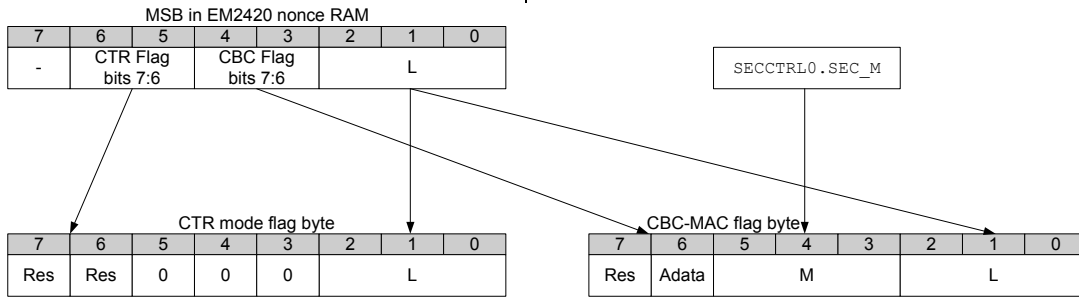 MSB in EM2420 nonce RAM
7 6 5 4 3 2 1 0
- CTR Flag bits 7:6 CBC Flag bits 7:6 L
SECCTRL0.SEC_M
CTR mode flag byte
7 6 5 4 3 2 1 0
Res Res 0 0 0 L
CBC-MAC flag byte
7 6 5 4 3 2 1 0
Res Adata M L